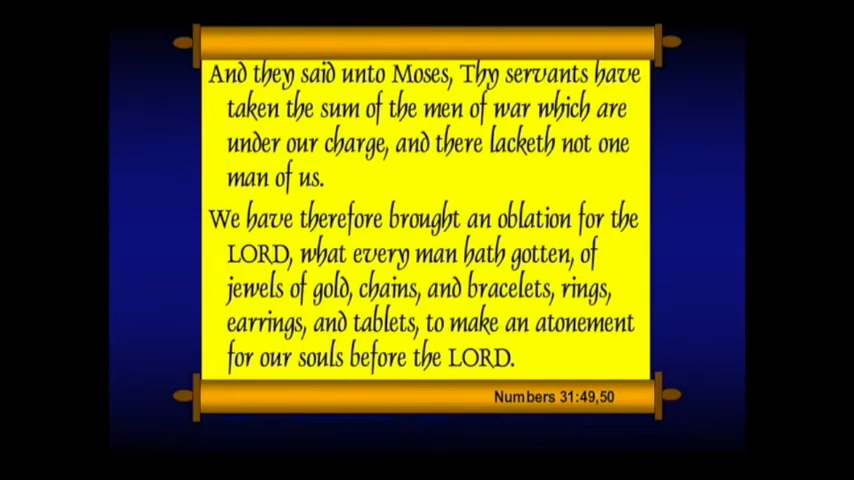 And they said unto Moses, Thy servants have
taken the sum of the men of war which are
under our charge, and there lacketh not one
man of us.
We have therefore brought an oblation for the
LORD, what every man hath gotten, of
jewels of gold, chains, and bracelets, rings,
earrings, and tablets, to make an atonement
for our souls before the LORD.
Numbers 31:49,50